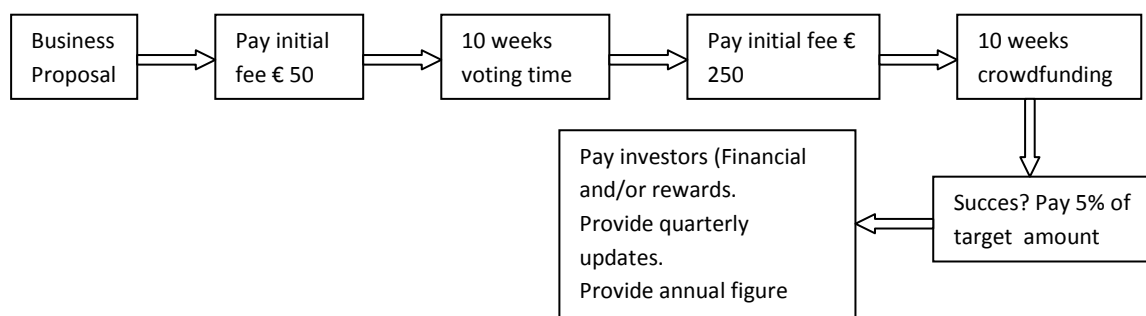 Business
Proposal
Pay initial
fee € 50
10 weeks
voting time
Pay initial fee €
250
10 weeks
crowdfunding
Succes? Pay 5% of
target amount
Pay investors (Financial
and/or rewards.
Provide quarterly
updates.
Provide annual figure